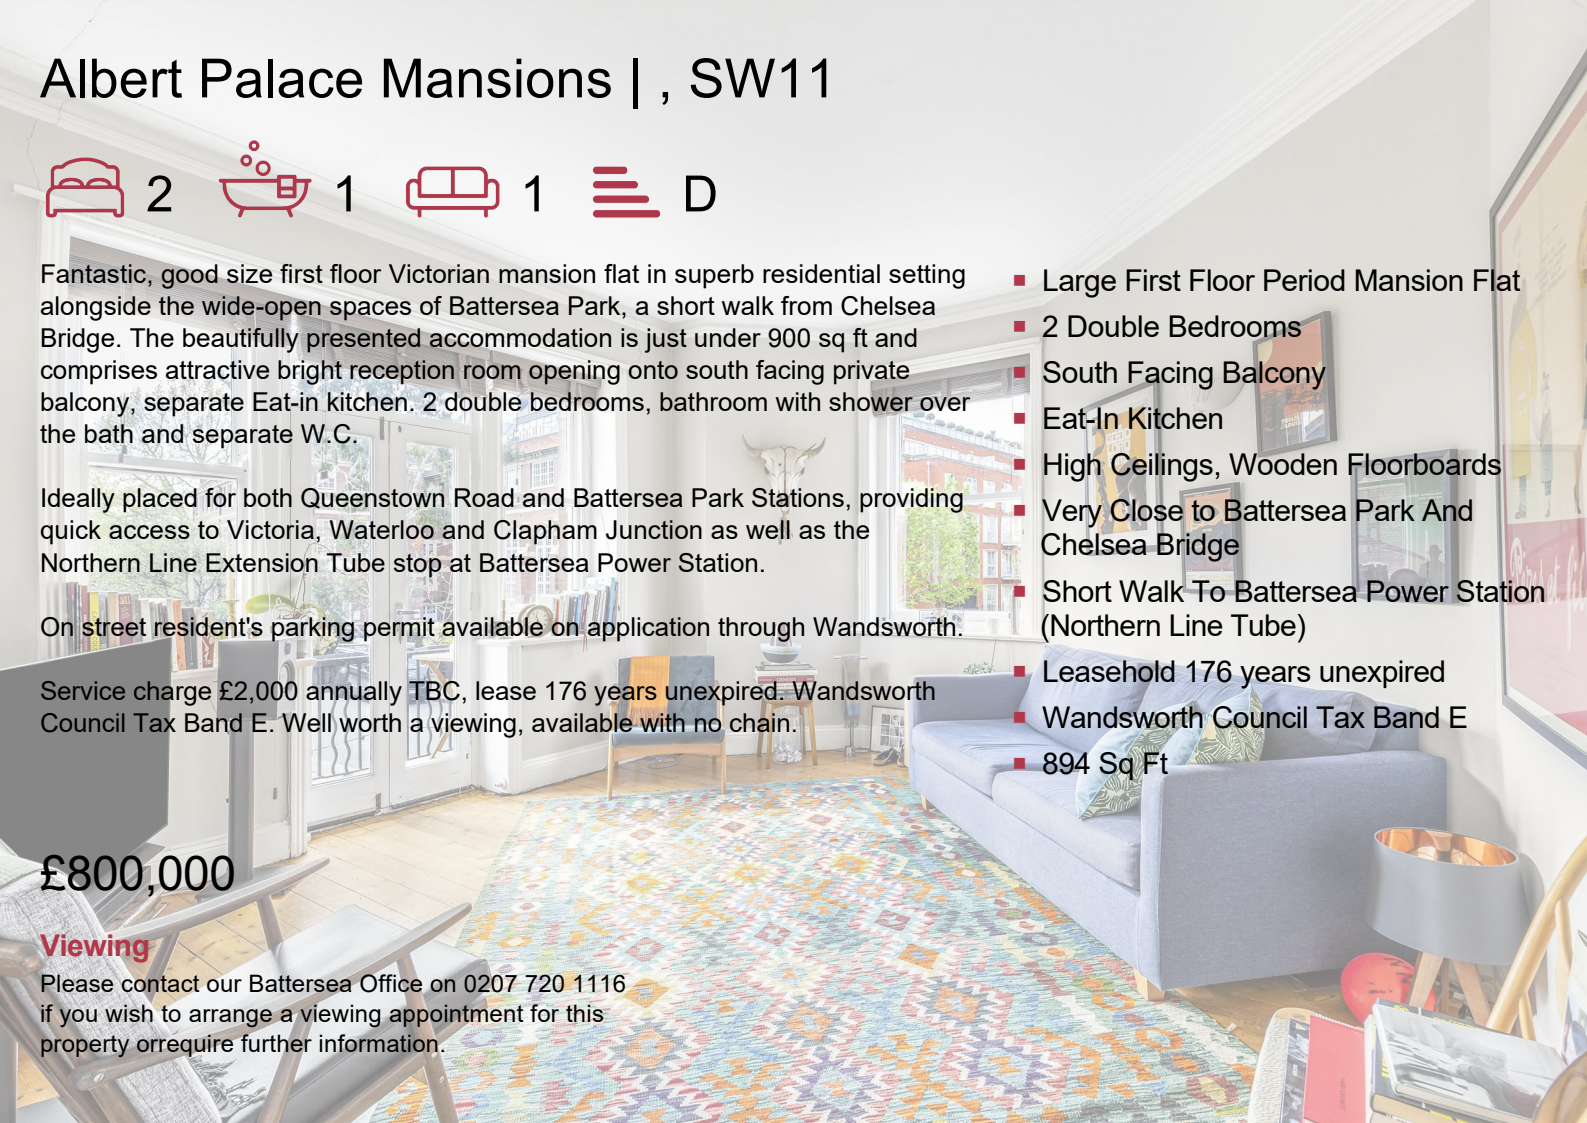 Albert Palace Mansions | , SW11
2 1 1 D
Fantastic, good size first floor Victorian mansion flat in superb residential setting
alongside the wide-open spaces of Battersea Park, a short walk from Chelsea
Bridge. The beautifully presented accommodation is just under 900 sq ft and
comprises attractive bright reception room opening onto south facing private
balcony, separate Eat-in kitchen. 2 double bedrooms, bathroom with shower over
the bath and separate W.C.
Ideally placed for both Queenstown Road and Battersea Park Stations, providing
quick access to Victoria, Waterloo and Clapham Junction as well as the
Northern Line Extension Tube stop at Battersea Power Station.
On street resident's parking permit available on application through Wandsworth.
Service charge £2,000 annually TBC, lease 176 years unexpired. Wandsworth
Council Tax Band E. Well worth a viewing, available with no chain.
£800,000
Viewing
Please contact our Battersea Office on 0207 720 1116
if you wish to arrange a viewing appointment for this
property orrequire further information.
Large First Floor Period Mansion Flat
2 Double Bedrooms
South Facing Balcony
Eat-In Kitchen
High Ceilings, Wooden Floorboards
Very Close to Battersea Park And
Chelsea Bridge
Short Walk To Battersea Power Station
(Northern Line Tube)
Leasehold 176 years unexpired
Wandsworth Council Tax Band E
894 Sq Ft